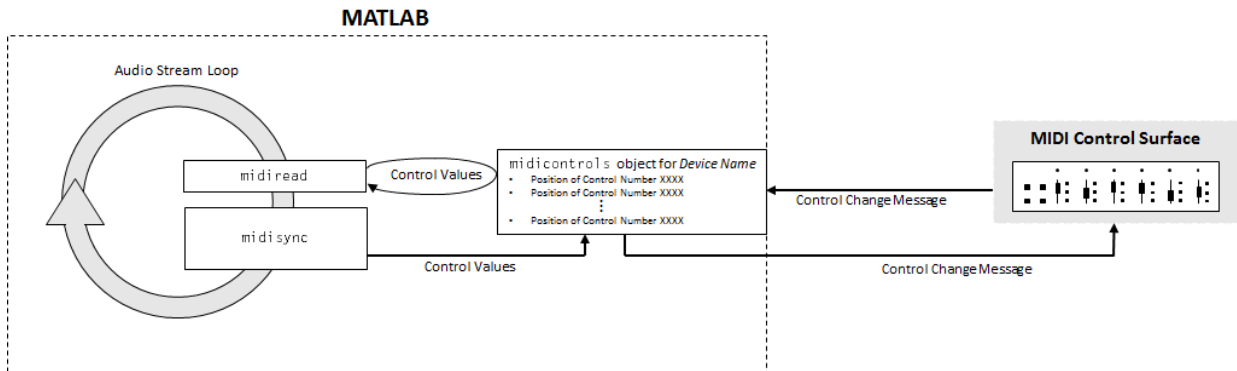 MATLAB
Audio Stream Loop
midiread
Control Values
midisync
Control Values
midicontrols object for Device Name
• Position of Control Number XXXX
• Position of Control Number XXXX
• Position of Control Number XXXX
Control Change Message
Control Change Message
MIDI Control Surface